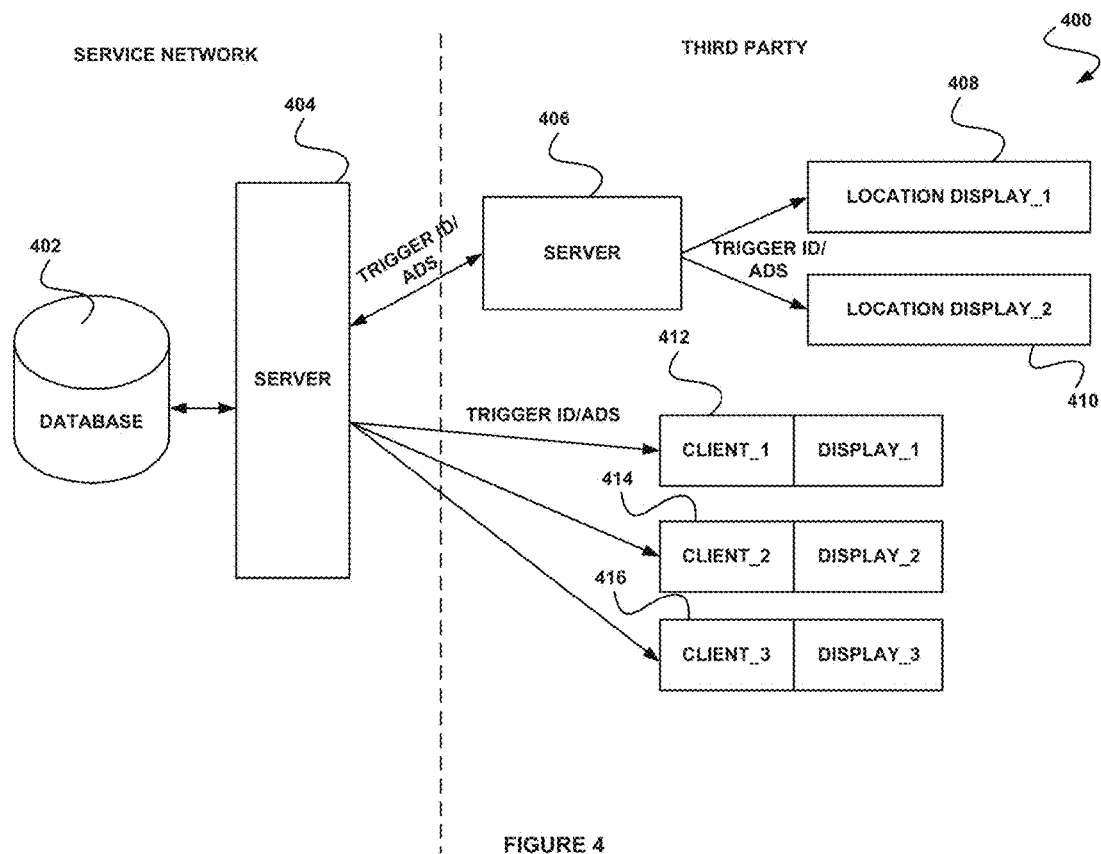 SERVICE NETWORK
THIRD PARTY
400
404
406
408
LOCATION DISPLAY_1
402
TRIGGER ID/
ADS
SERVER
TRIGGER ID/
ADS
LOCATION DISPLAY_2
410
DATABASE
SERVER
412
TRIGGER ID/ADS
CLIENT_1
DISPLAY_1
414
CLIENT_2
DISPLAY_2
416
CLIENT_3
DISPLAY_3
FIGURE 4